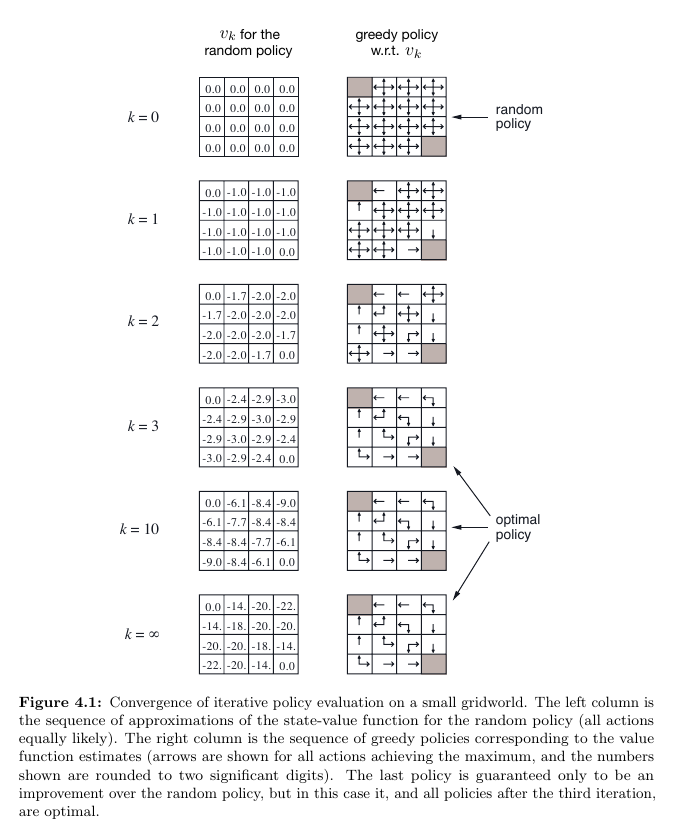 v_k for the
random policy
greedy policy
w.r.t. v_k
k = 0
0.0 0.0 0.0 0.0
0.0 0.0 0.0 0.0
0.0 0.0 0.0 0.0
0.0 0.0 0.0 0.0
random
policy
k = 1
0.0 -1.0 -1.0 -1.0
-1.0 -1.0 -1.0 -1.0
-1.0 -1.0 -1.0 -1.0
-1.0 -1.0 -1.0 0.0
k = 2
0.0 -1.7 -2.0 -2.0
-1.7 -2.0 -2.0 -2.0
-2.0 -2.0 -2.0 -1.7
-2.0 -2.0 -1.7 0.0
k = 3
0.0 -2.4 -2.9 -3.0
-2.4 -2.9 -3.0 -2.9
-2.9 -3.0 -2.9 -2.4
-3.0 -2.9 -2.4 0.0
k = 10
0.0 -6.1 -8.4 -9.0
-6.1 -7.7 -8.4 -8.4
-8.4 -8.4 -7.7 -6.1
-9.0 -8.4 -6.1 0.0
optimal
policy
k = ∞
0.0 -14. -20. -22.
-14. -18. -20. -20.
-20. -20. -18. -14.
-22. -20. -14. 0.0
Figure 4.1: Convergence of iterative policy evaluation on a small gridworld. The left column is
the sequence of approximations of the state-value function for the random policy (all actions
equally likely). The right column is the sequence of greedy policies corresponding to the value
function estimates (arrows are shown for all actions achieving the maximum, and the numbers
shown are rounded to two significant digits). The last policy is guaranteed only to be an
improvement over the random policy, but in this case it, and all policies after the third iteration,
are optimal.